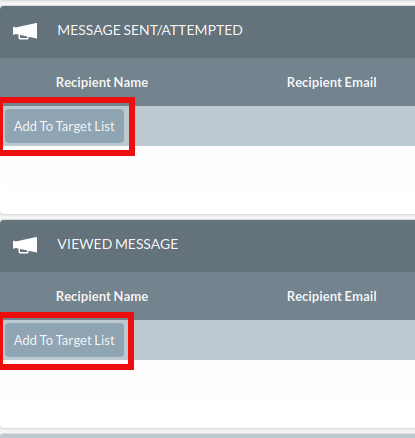 MESSAGE SENT/ATTEMPTED
Recipient Name Recipient Email
Add To Target List
VIEWED MESSAGE
Recipient Name Recipient Email
Add To Target List